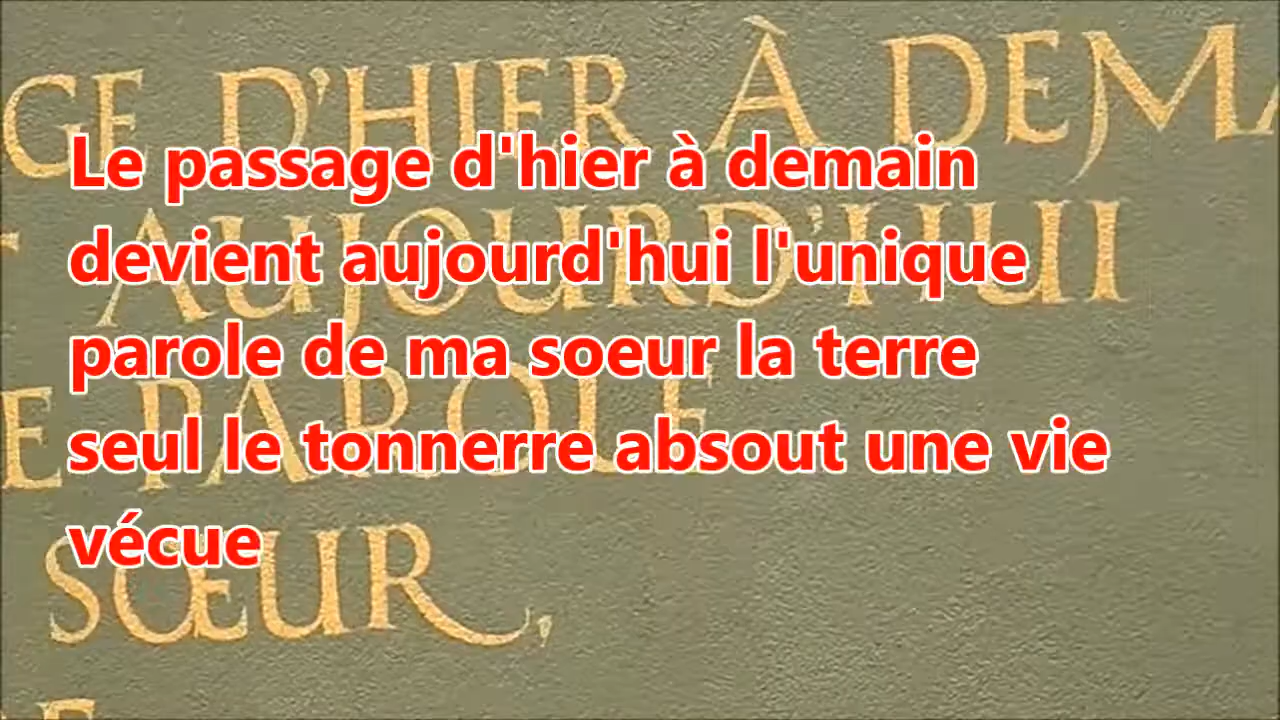 GE D'HIER À DEMA
AUJOURD'HUI
E PAROLE
SŒUR,
Le passage d'hier à demain
devient aujourd'hui l'unique
parole de ma soeur la terre
seul le tonnerre absout une vie
vécue